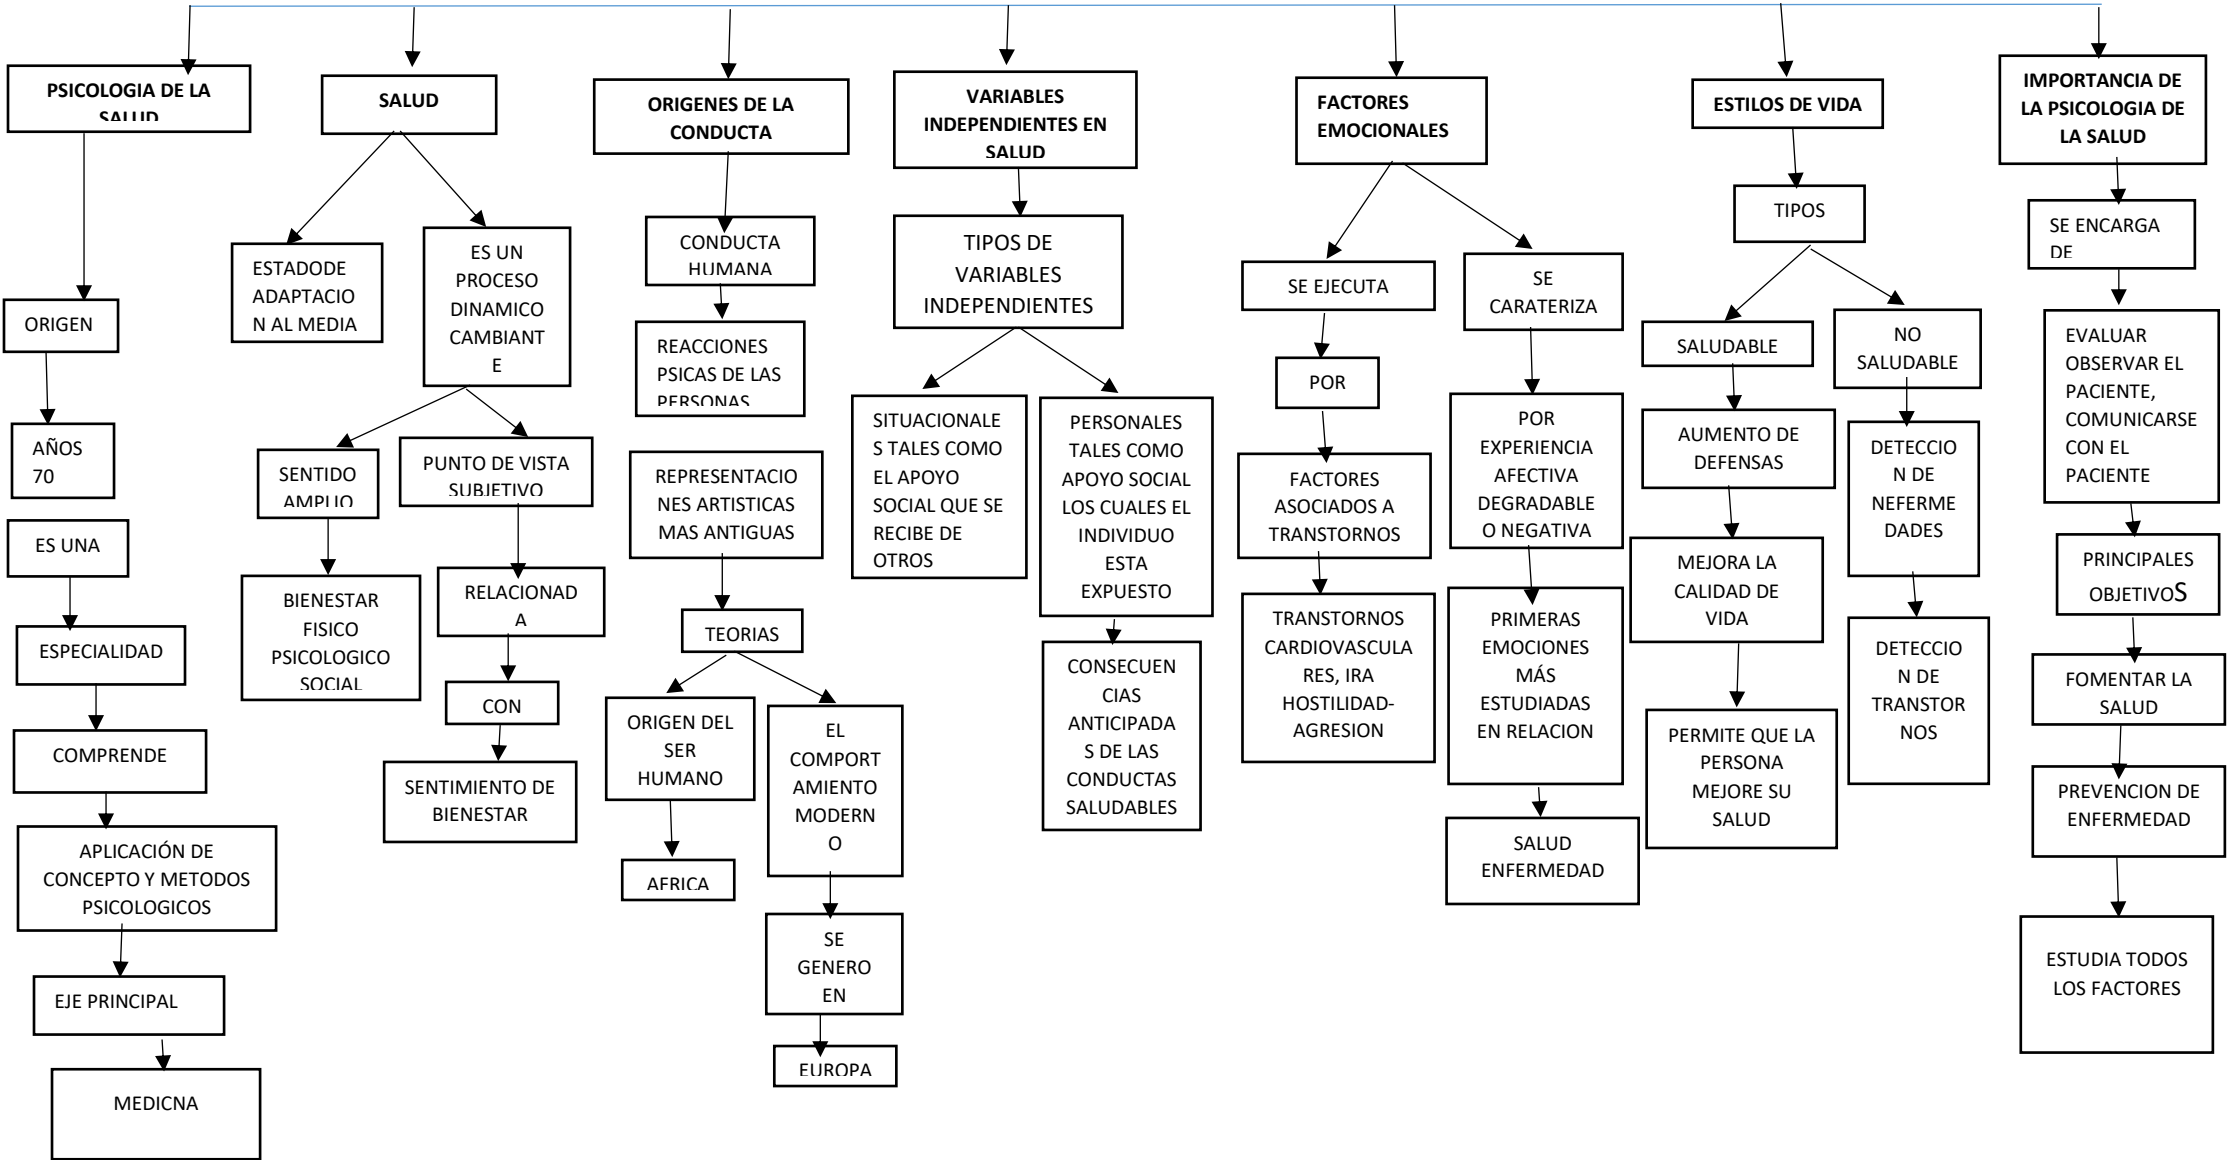 PSICOLOGIA DE LA
SALUD
ORIGEN
AÑOS
70
ES UNA
ESPECIALIDAD
COMPRENDE
APLICACIÓN DE
CONCEPTO Y METODOS
PSICOLOGICOS
EJE PRINCIPAL
MEDICNA
SALUD
ESTADODE
ADAPTACIO
N AL MEDIA
ES UN
PROCESO
DINAMICO
CAMBIANT
E
SENTIDO
AMPLIO
BIENESTAR
FISICO
PSICOLOGICO
SOCIAL
PUNTO DE VISTA
SUBJETIVO
RELACIONAD
A
CON
SENTIMIENTO DE
BIENESTAR
ORIGENES DE LA
CONDUCTA
CONDUCTA
HUMANA
REACCIONES
PSICAS DE LAS
PERSONAS
REPRESENTACIO
NES ARTISTICAS
MAS ANTIGUAS
TEORIAS
ORIGEN DEL
SER
HUMANO
AFRICA
EL
COMPORT
AMIENTO
MODERN
O
SE
GENERO
EN
EUROPA
VARIABLES
INDEPENDIENTES EN
SALUD
TIPOS DE
VARIABLES
INDEPENDIENTES
SITUACIONALE
S TALES COMO
EL APOYO
SOCIAL QUE SE
RECIBE DE
OTROS
PERSONALES
TALES COMO
APOYO SOCIAL
LOS CUALES EL
INDIVIDUO
ESTA
EXPUESTO
CONSECUEN
CIAS
ANTICIPADA
S DE LAS
CONDUCTAS
SALUDABLES
FACTORES
EMOCIONALES
SE EJECUTA
POR
FACTORES
ASOCIADOS A
TRANSTORNOS
TRANSTORNOS
CARDIOVASCULA
RES, IRA
HOSTILIDAD-
AGRESION
SE
CARATERIZA
POR
EXPERIENCIA
AFECTIVA
DEGRADABLE
O NEGATIVA
PRIMERAS
EMOCIONES
MÁS
ESTUDIADAS
EN RELACION
SALUD
ENFERMEDAD
ESTILOS DE VIDA
TIPOS
SALUDABLE
AUMENTO DE
DEFENSAS
MEJORA LA
CALIDAD DE
VIDA
PERMITE QUE LA
PERSONA
MEJORE SU
SALUD
NO
SALUDABLE
DETECCIO
N DE
NEFERME
DADES
DETECCIO
N DE
TRANSTOR
NOS
IMPORTANCIA DE
LA PSICOLOGIA DE
LA SALUD
SE ENCARGA
DE
EVALUAR
OBSERVAR EL
PACIENTE,
COMUNICARSE
CON EL
PACIENTE
PRINCIPALES
OBJETIVOS
FOMENTAR LA
SALUD
PREVENCION DE
ENFERMEDAD
ESTUDIA TODOS
LOS FACTORES